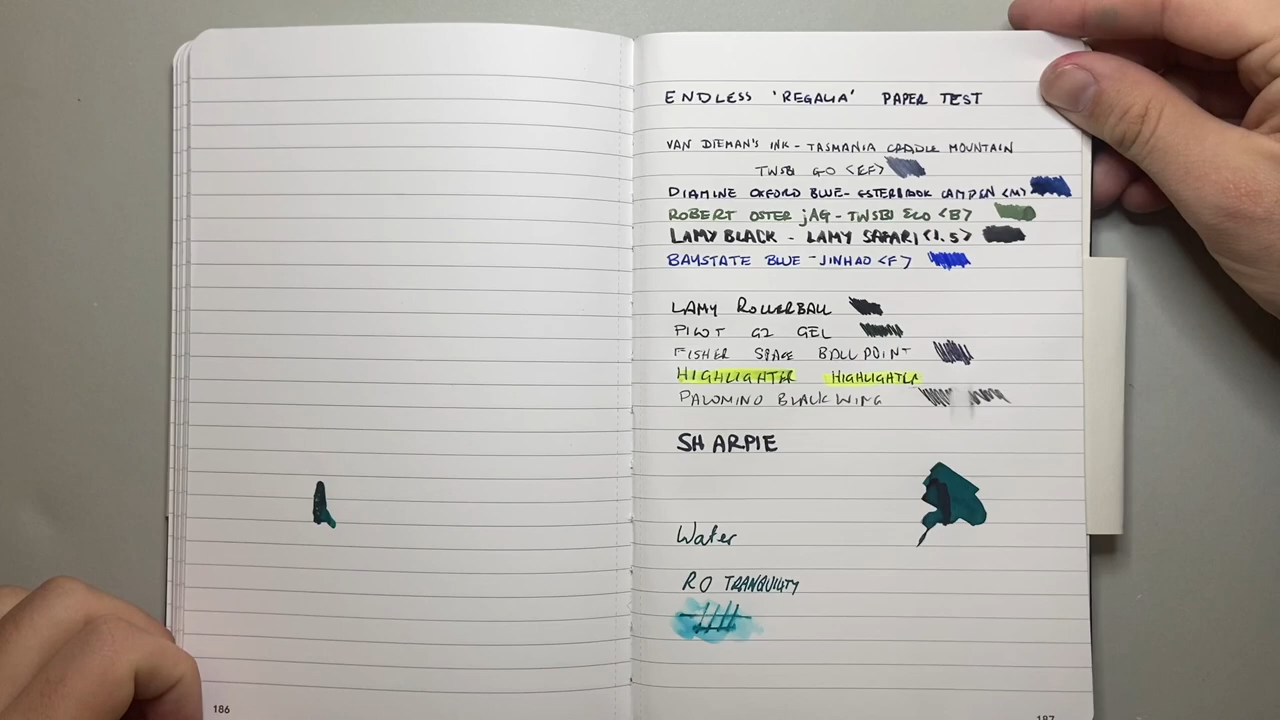 ENDLESS 'REGALIA' PAPER TEST
VAN DIEMAN'S INK - TASMANIA CRADLE MOUNTAIN
TWSBI GO <EF>
DIAMINE OXFORD BLUE - ESTERBROOK CAMDEN <M>
ROBERT OSTER JAG - TWSBI ECO <B>
LAMY BLACK - LAMY SAFARI <1.5>
BAYSTATE BLUE - JINHAO <F>
LAMY ROLLERBALL
PILOT G2 GEL
FISHER SPACE BALLPOINT
HIGHLIGHTER HIGHLIGHTER
PALOMINO BLACKWING
SHARPIE
Water
RO TRANQUILITY
186
187